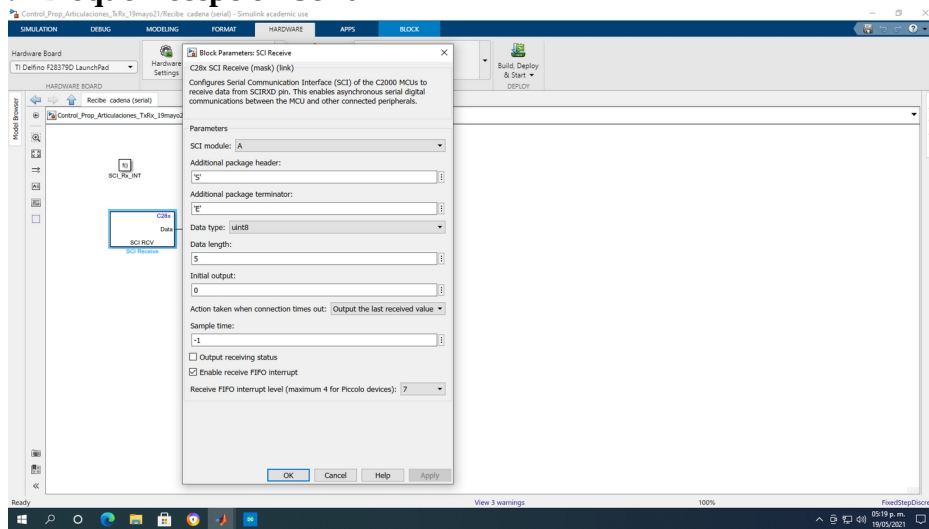 Control_Prop_Articulaciones_TxRx_19mayo21/Recibe cadena (serial) - Simulink academic use
SIMULATION DEBUG MODELING FORMAT HARDWARE APPS BLOCK
Hardware Board
TI Delfino F28379D LaunchPad
Hardware
Settings
HARDWARE BOARD
Build, Deploy
& Start
DEPLOY
Recibe cadena (serial)
Control_Prop_Articulaciones_TxRx_19mayo2
Model Browser
f()
SCI_Rx_INT
C28x
Data
SCI RCV
SCI Receive
Block Parameters: SCI Receive
C28x SCI Receive (mask) (link)
Configures Serial Communication Interface (SCI) of the C2000 MCUs to
receive data from SCIRXD pin. This enables asynchronous serial digital
communications between the MCU and other connected peripherals.
Parameters
SCI module: A
Additional package header:
'S'
Additional package terminator:
'E'
Data type: uint8
Data length:
5
Initial output:
0
Action taken when connection times out: Output the last received value
Sample time:
-1
Output receiving status
Enable receive FIFO interrupt
Receive FIFO interrupt level (maximum 4 for Piccolo devices): 7
OK Cancel Help Apply
Ready View 3 warnings 100% FixedStepDiscre
05:19 p. m.
19/05/2021